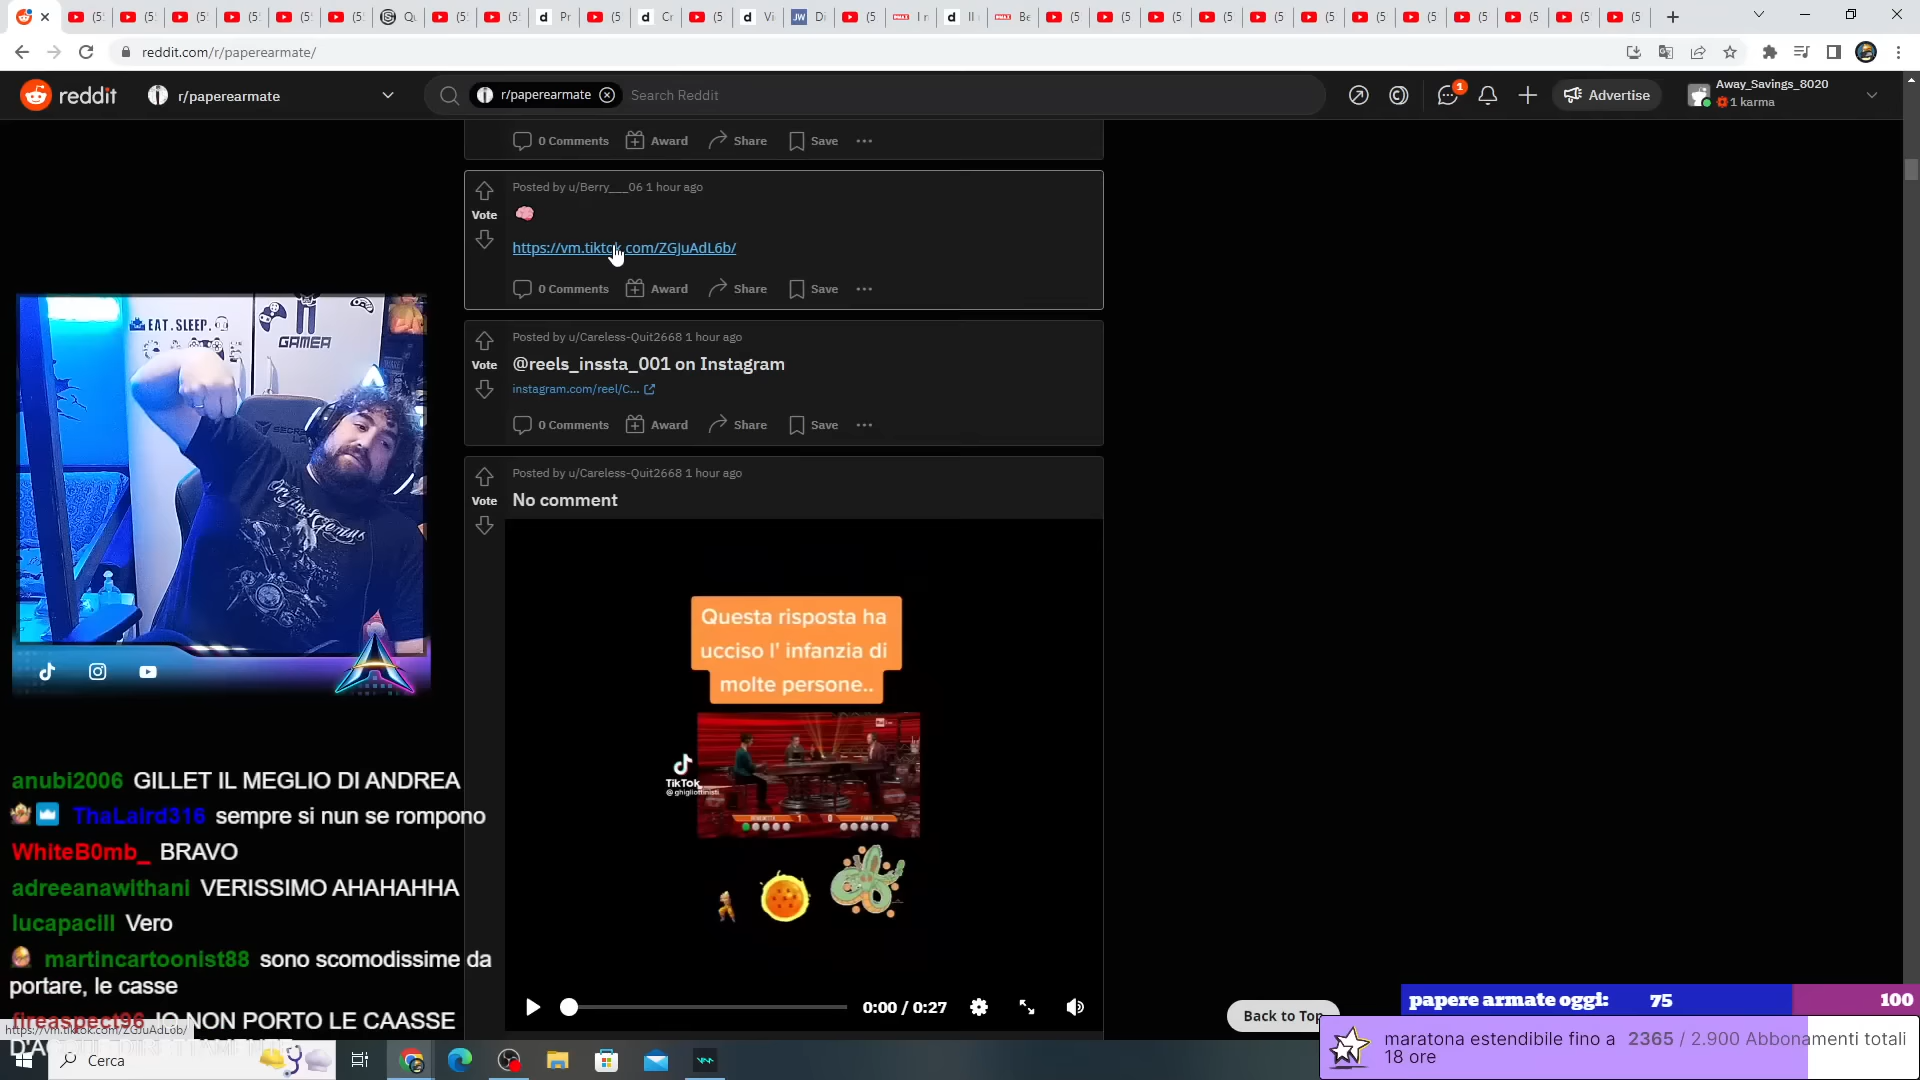 reddit.com/r/paperearmate/
reddit
r/paperearmate
r/paperearmate
Search Reddit
1
Advertise
Away_Savings_8020
1 karma
0 Comments
Award
Share
Save
Posted by u/Berry___06 1 hour ago
Vote
https://vm.tiktok.com/ZGJuAdL6b/
0 Comments
Award
Share
Save
Posted by u/Careless-Quit2668 1 hour ago
Vote
@reels_inssta_001 on Instagram
instagram.com/reel/C...
0 Comments
Award
Share
Save
Posted by u/Careless-Quit2668 1 hour ago
Vote
No comment
Questa risposta ha
ucciso l' infanzia di
molte persone..
TikTok
@ghigliottinisti
0:00 / 0:27
EAT.SLEEP.
GAMER
anubi2006 GILLET IL MEGLIO DI ANDREA
ThaLaird316 sempre si nun se rompono
WhiteB0mb_ BRAVO
adreeanawithani VERISSIMO AHAHAHHA
lucapacill Vero
martincartoonist88 sono scomodissime da
portare, le casse
fireaspect96 IO NON PORTO LE CAASSE
https://vm.tiktok.com/ZGJuAdL6b/
Back to Top
papere armate oggi: 75
100
maratona estendibile fino a
18 ore
2365 / 2.900 Abbonamenti totali
Cerca